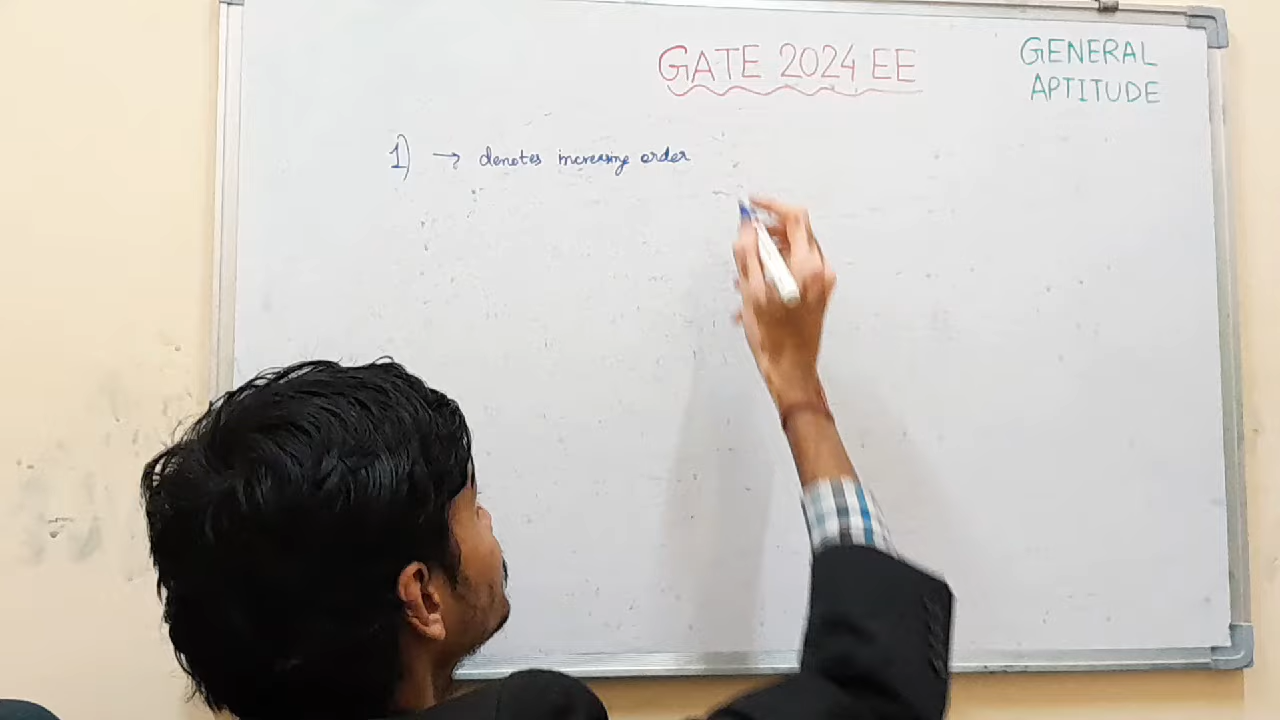 GATE 2024 EE
GENERAL
APTITUDE
1) → denotes increasing order